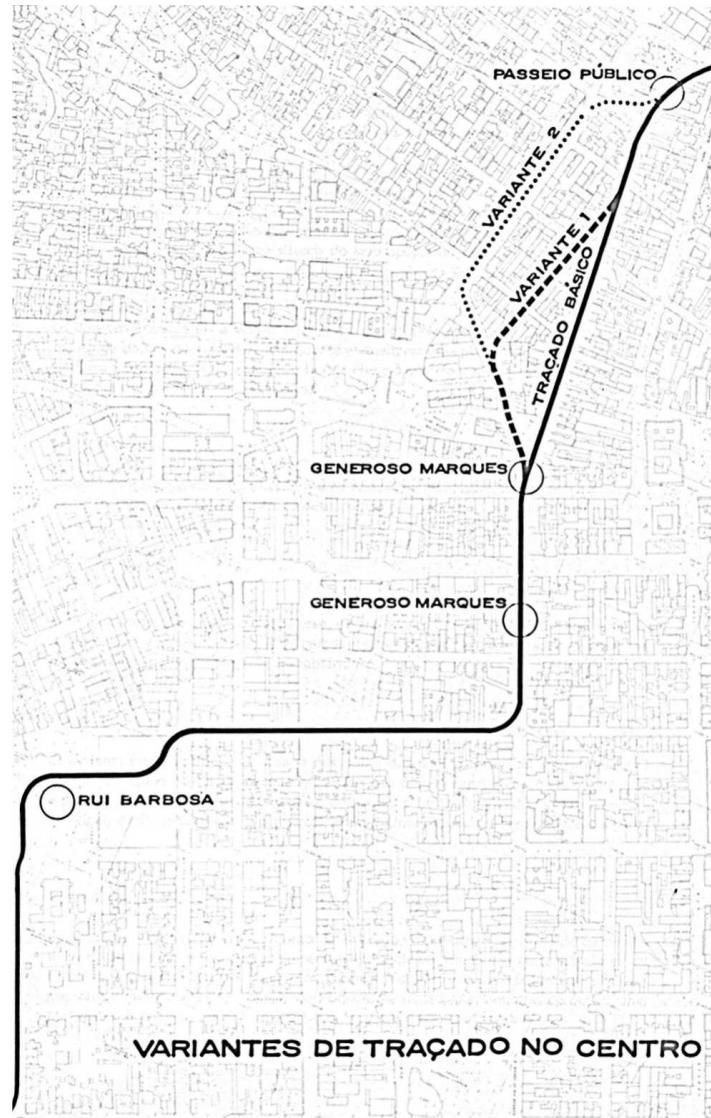 PASSEIO PÚBLICO
VARIANTE 2
VARIANTE 1
TRAÇADO BÁSICO
GENEROSO MARQUES
GENEROSO MARQUES
RUI BARBOSA
VARIANTES DE TRAÇADO NO CENTRO